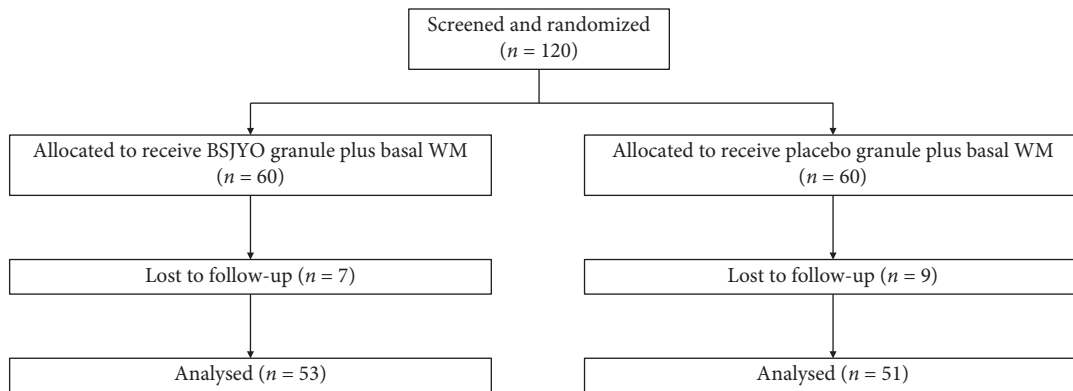 Screened and randomized
(n = 120)
Allocated to receive BSJYO granule plus basal WM
(n = 60)
Allocated to receive placebo granule plus basal WM
(n = 60)
Lost to follow-up (n = 7)
Lost to follow-up (n = 9)
Analysed (n = 53)
Analysed (n = 51)